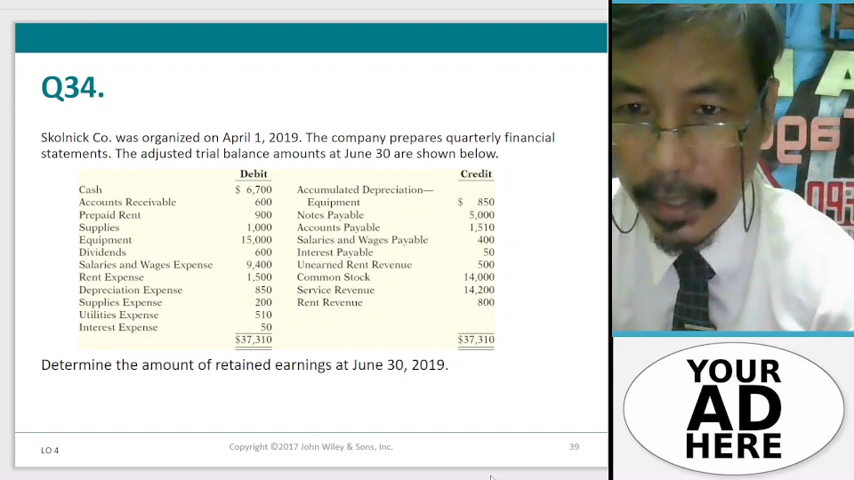 Q34.
Skolnick Co. was organized on April 1, 2019. The company prepares quarterly financial
statements. The adjusted trial balance amounts at June 30 are shown below.
Debit Credit
Cash $ 6,700 Accumulated Depreciation—
Accounts Receivable 600 Equipment $ 850
Prepaid Rent 900 Notes Payable 5,000
Supplies 1,000 Accounts Payable 1,510
Equipment 15,000 Salaries and Wages Payable 400
Dividends 600 Interest Payable 50
Salaries and Wages Expense 9,400 Unearned Rent Revenue 500
Rent Expense 1,500 Common Stock 14,000
Depreciation Expense 850 Service Revenue 14,200
Supplies Expense 200 Rent Revenue 800
Utilities Expense 510
Interest Expense 50
$37,310 $37,310
Determine the amount of retained earnings at June 30, 2019.
LO 4
Copyright ©2017 John Wiley & Sons, Inc.
39
YOUR
AD
HERE